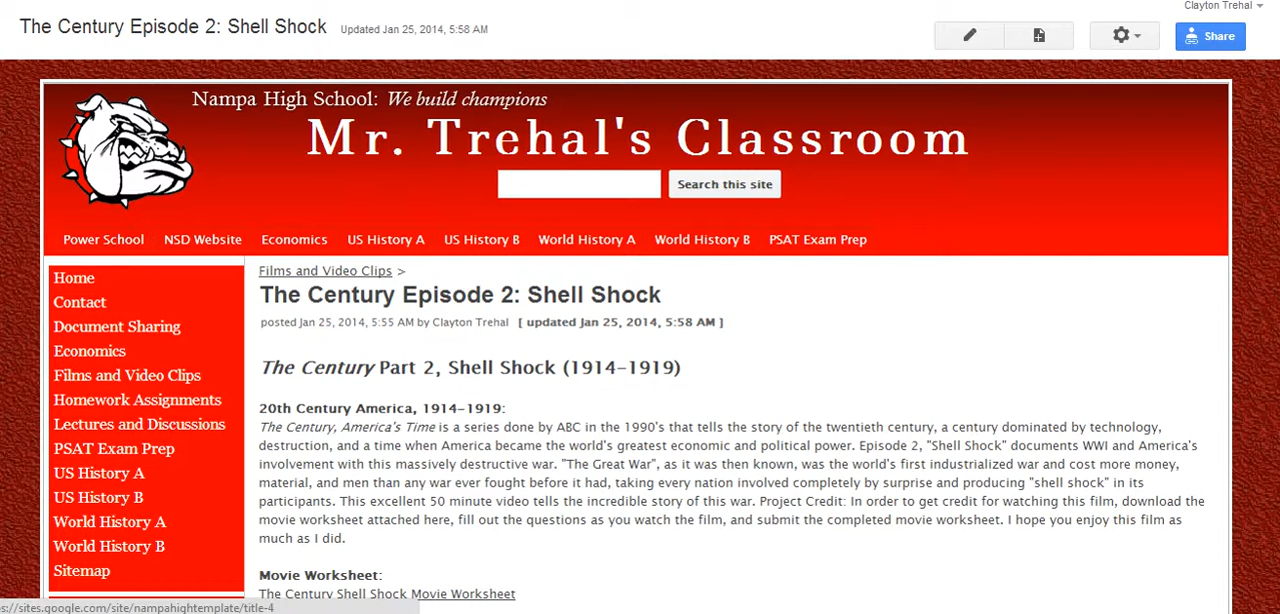 Clayton Trehal
The Century Episode 2: Shell Shock Updated Jan 25, 2014, 5:58 AM
Share
Nampa High School: We build champions
Mr. Trehal's Classroom
Search this site
Power School NSD Website Economics US History A US History B World History A World History B PSAT Exam Prep
Home
Contact
Document Sharing
Economics
Films and Video Clips
Homework Assignments
Lectures and Discussions
PSAT Exam Prep
US History A
US History B
World History A
World History B
Sitemap
Films and Video Clips >
The Century Episode 2: Shell Shock
posted Jan 25, 2014, 5:55 AM by Clayton Trehal [ updated Jan 25, 2014, 5:58 AM ]
The Century Part 2, Shell Shock (1914-1919)
20th Century America, 1914-1919:
The Century, America's Time is a series done by ABC in the 1990's that tells the story of the twentieth century, a century dominated by technology,
destruction, and a time when America became the world's greatest economic and political power. Episode 2, "Shell Shock" documents WWI and America's
involvement with this massively destructive war. "The Great War", as it was then known, was the world's first industrialized war and cost more money,
material, and men than any war ever fought before it had, taking every nation involved completely by surprise and producing "shell shock" in its
participants. This excellent 50 minute video tells the incredible story of this war. Project Credit: In order to get credit for watching this film, download the
movie worksheet attached here, fill out the questions as you watch the film, and submit the completed movie worksheet. I hope you enjoy this film as
much as I did.
Movie Worksheet:
The Century Shell Shock Movie Worksheet
ps://sites.google.com/site/nampahightemplate/title-4